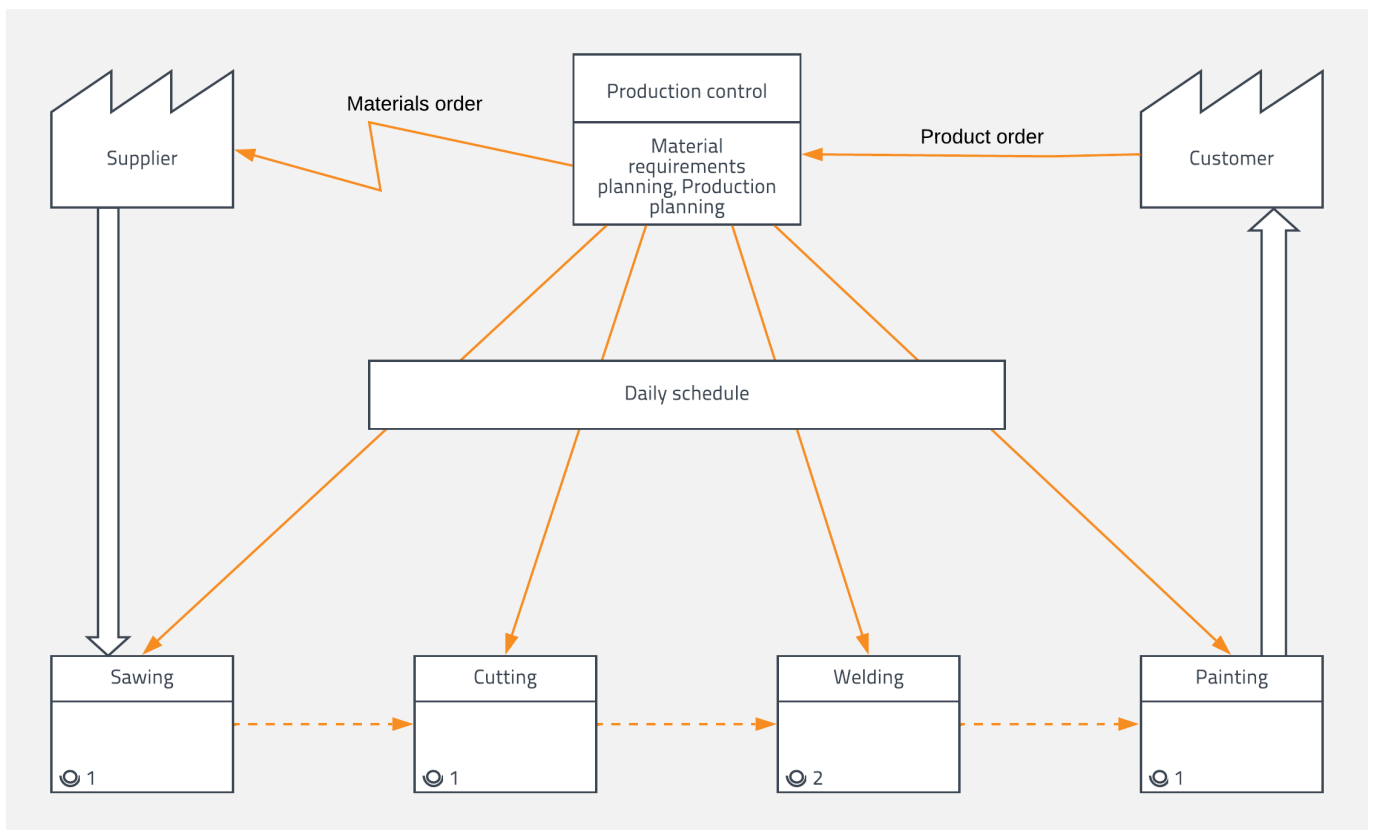 Materials order
Production control
Product order
Supplier
Material
requirements
planning, Production
planning
Customer
Daily schedule
Sawing
Cutting
Welding
Painting
1
1
2
1